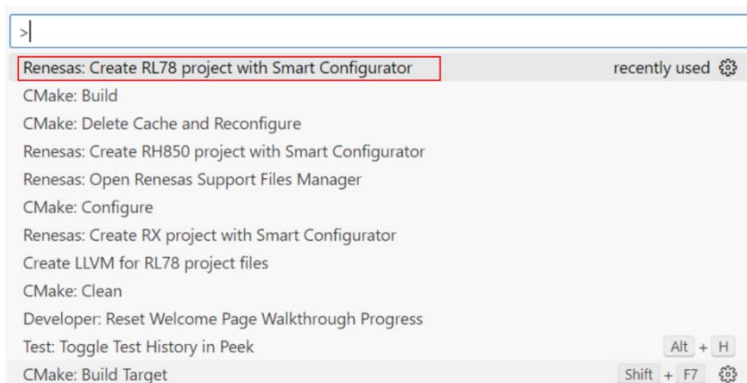 >
Renesas: Create RL78 project with Smart Configurator recently used
CMake: Build
CMake: Delete Cache and Reconfigure
Renesas: Create RH850 project with Smart Configurator
Renesas: Open Renesas Support Files Manager
CMake: Configure
Renesas: Create RX project with Smart Configurator
Create LLVM for RL78 project files
CMake: Clean
Developer: Reset Welcome Page Walkthrough Progress
Test: Toggle Test History in Peek Alt + H
CMake: Build Target Shift + F7